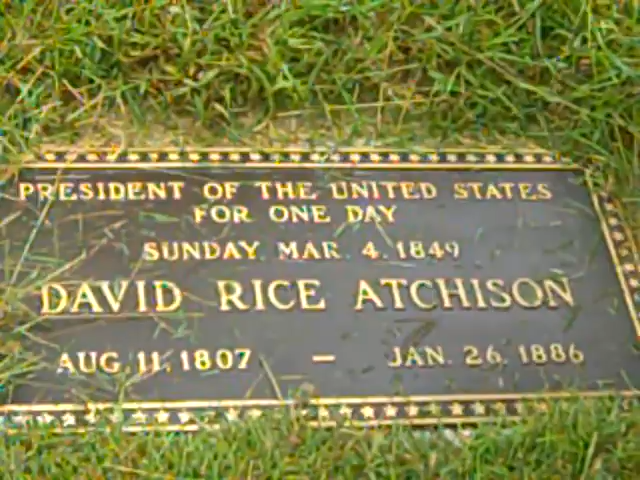 PRESIDENT OF THE UNITED STATES
FOR ONE DAY
SUNDAY MAR. 4, 1849
DAVID RICE ATCHISON
AUG. 11, 1807 — JAN. 26, 1886